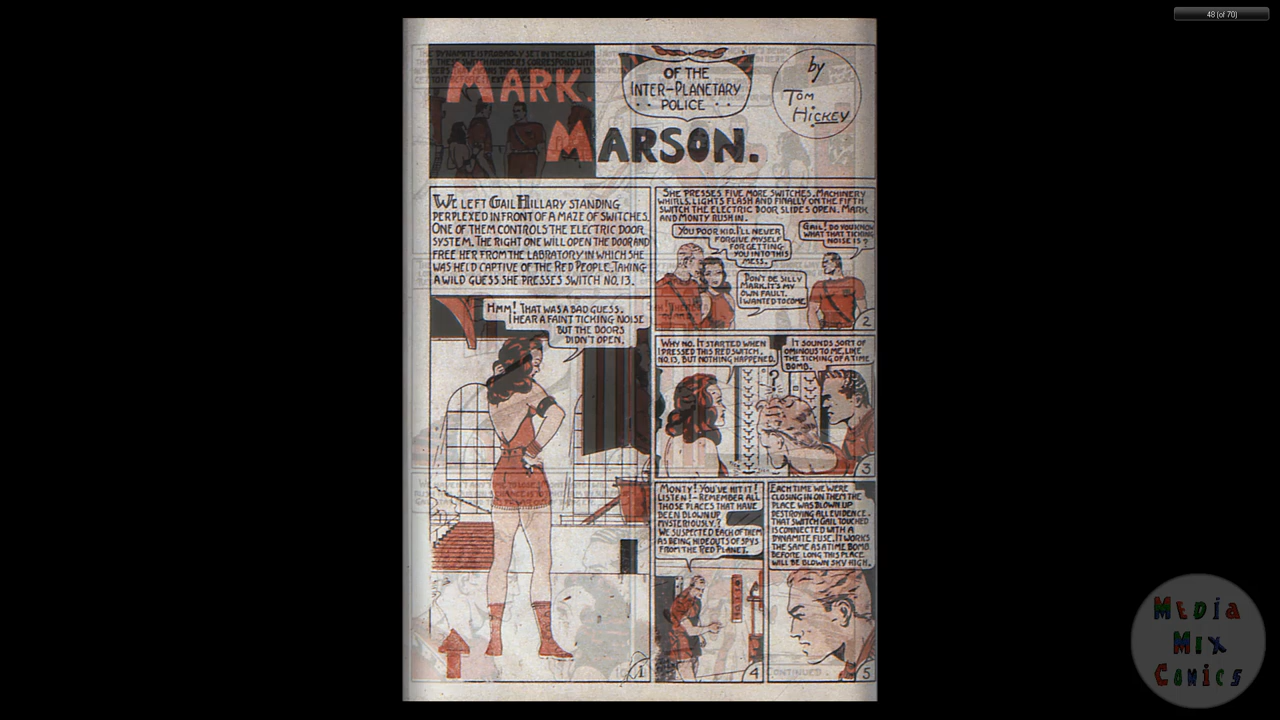 48 (of 70)
MARK.
MARSON.
OF THE
INTER-PLANETARY
POLICE
by
TOM
HICKEY
WE LEFT GAIL HILLARY STANDING
PERPLEXED IN FRONT OF A MAZE OF SWITCHES.
ONE OF THEM CONTROLS THE ELECTRIC DOOR
SYSTEM. THE RIGHT ONE WILL OPEN THE DOOR AND
FREE HER FROM THE LABRATORY IN WHICH SHE
WAS HELD CAPTIVE OF THE RED PEOPLE, TAKING
A WILD GUESS SHE PRESSES SWITCH NO. 13.
HMM! THAT WAS A BAD GUESS.
I HEAR A FAINT TICKING NOISE
BUT THE DOORS
DIDN'T OPEN.
1
SHE PRESSES FIVE MORE SWITCHES. MACHINERY
WHIRLS, LIGHTS FLASH AND FINALLY ON THE FIFTH
SWITCH THE ELECTRIC DOOR SLIDES OPEN. MARK
AND MONTY RUSH IN.
YOU POOR KID. I'LL NEVER
FORGIVE MYSELF
FOR GETTING
YOU INTO THIS
MESS.
DON'T BE SILLY
MARK. IT'S MY
OWN FAULT.
I WANTED TO COME.
GAIL! DO YOU KNOW
WHAT THAT TICKING
NOISE IS?
2
WHY NO. IT STARTED WHEN
I PRESSED THIS RED SWITCH,
NO. 13, BUT NOTHING HAPPENED.
IT SOUNDS SORT OF
OMINOUS TO ME, LIKE
THE TICKING OF A TIME
BOMB.
?
3
MONTY! YOU'VE HIT IT!
LISTEN!-REMEMBER ALL
THOSE PLACES THAT HAVE
BEEN BLOWN UP
MYSTERIOUSLY?
WE SUSPECTED EACH OF THEM
AS BEING HIDEOUTS OF SPYS
FROM THE RED PLANET.
4
EACH TIME WE WERE
CLOSING IN ON THEM THE
PLACE WAS BLOWN UP
DESTROYING ALL EVIDENCE.
THAT SWITCH GAIL TOUCHED
IS CONNECTED WITH A
DYNAMITE FUSE. IT WORKS
THE SAME AS A TIME BOMB.
BEFORE LONG THIS PLACE
WILL BE BLOWN SKY HIGH.
CONTINUED
5
MEDIA
MIX
COMICS